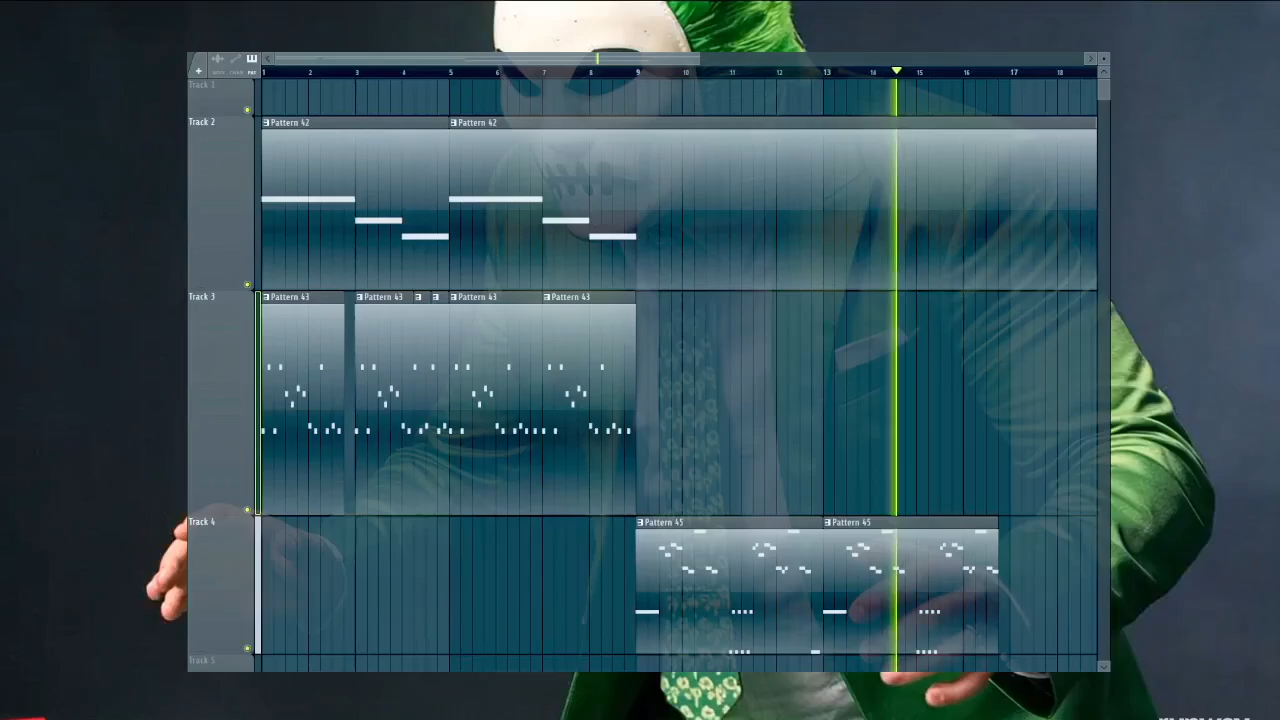 1 2 3 4 5 6 7 8 9 10 11 12 13 14 15 16 17 18
Track 1
Track 2
Pattern 42 Pattern 42
Track 3
Pattern 43 Pattern 43 Pattern 43 Pattern 43
Track 4
Pattern 45 Pattern 45
Track 5